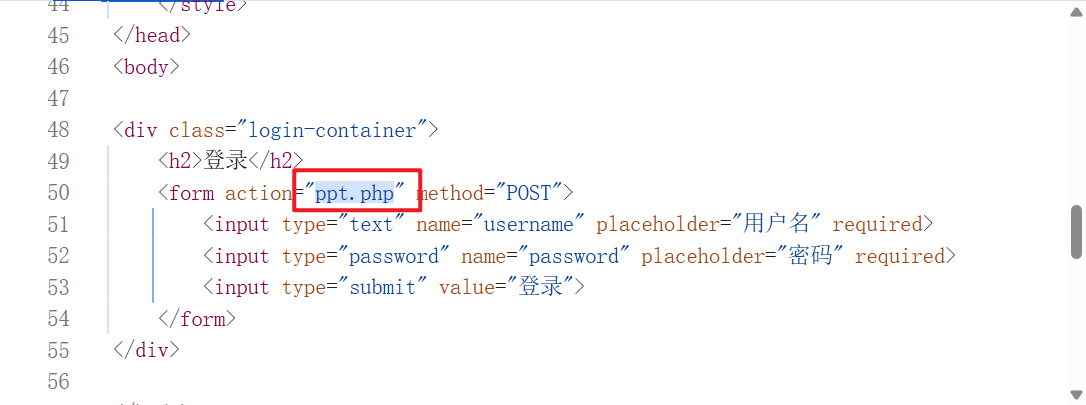 44 </style>
45 </head>
46 <body>
47
48 <div class="login-container">
49 <h2>登录</h2>
50 <form action="ppt.php" method="POST">
51 <input type="text" name="username" placeholder="用户名" required>
52 <input type="password" name="password" placeholder="密码" required>
53 <input type="submit" value="登录">
54 </form>
55 </div>
56